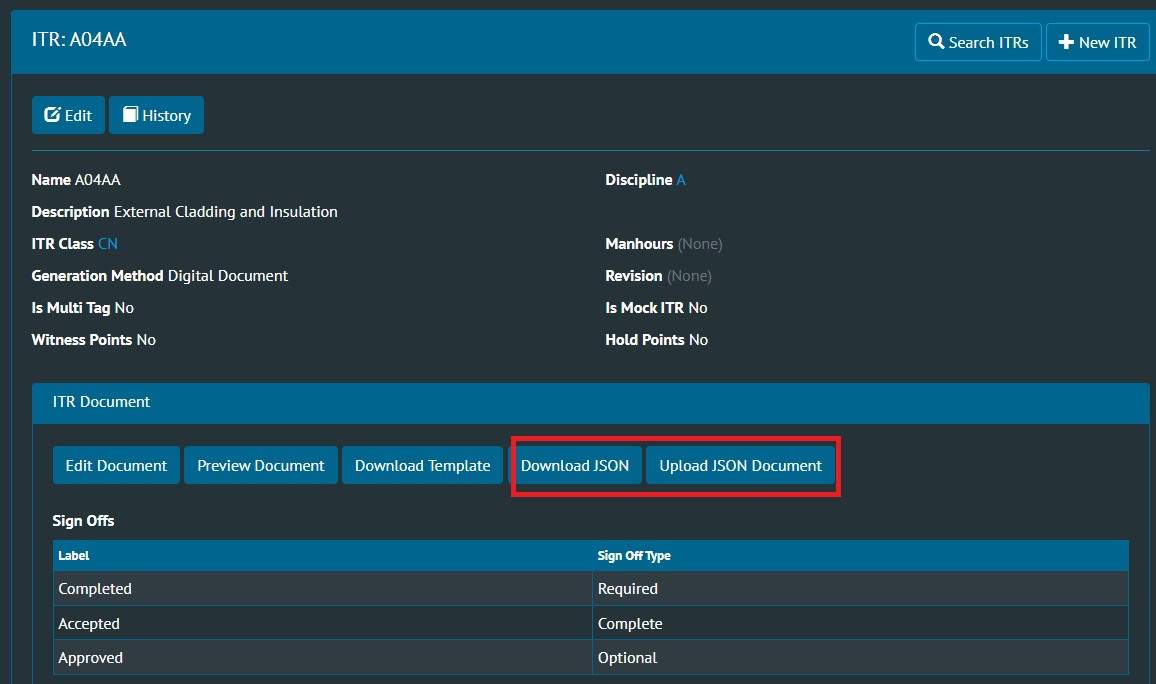 ITR: A04AA
Search ITRs
New ITR
Edit
History
Name A04AA
Discipline A
Description External Cladding and Insulation
ITR Class CN
Manhours (None)
Generation Method Digital Document
Revision (None)
Is Multi Tag No
Is Mock ITR No
Witness Points No
Hold Points No
ITR Document
Edit Document
Preview Document
Download Template
Download JSON
Upload JSON Document
Sign Offs
Label
Sign Off Type
Completed
Required
Accepted
Complete
Approved
Optional